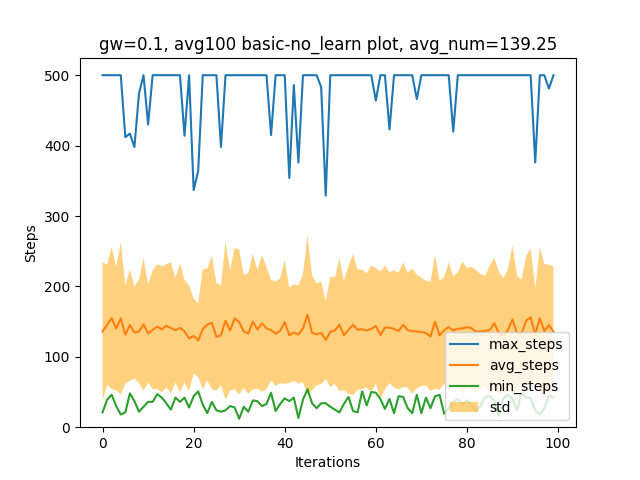 gw=0.1, avg100 basic-no_learn plot, avg_num=139.25
500
400
300
200
100
0
Steps
max_steps
avg_steps
min_steps
std
0 20 40 60 80 100
Iterations